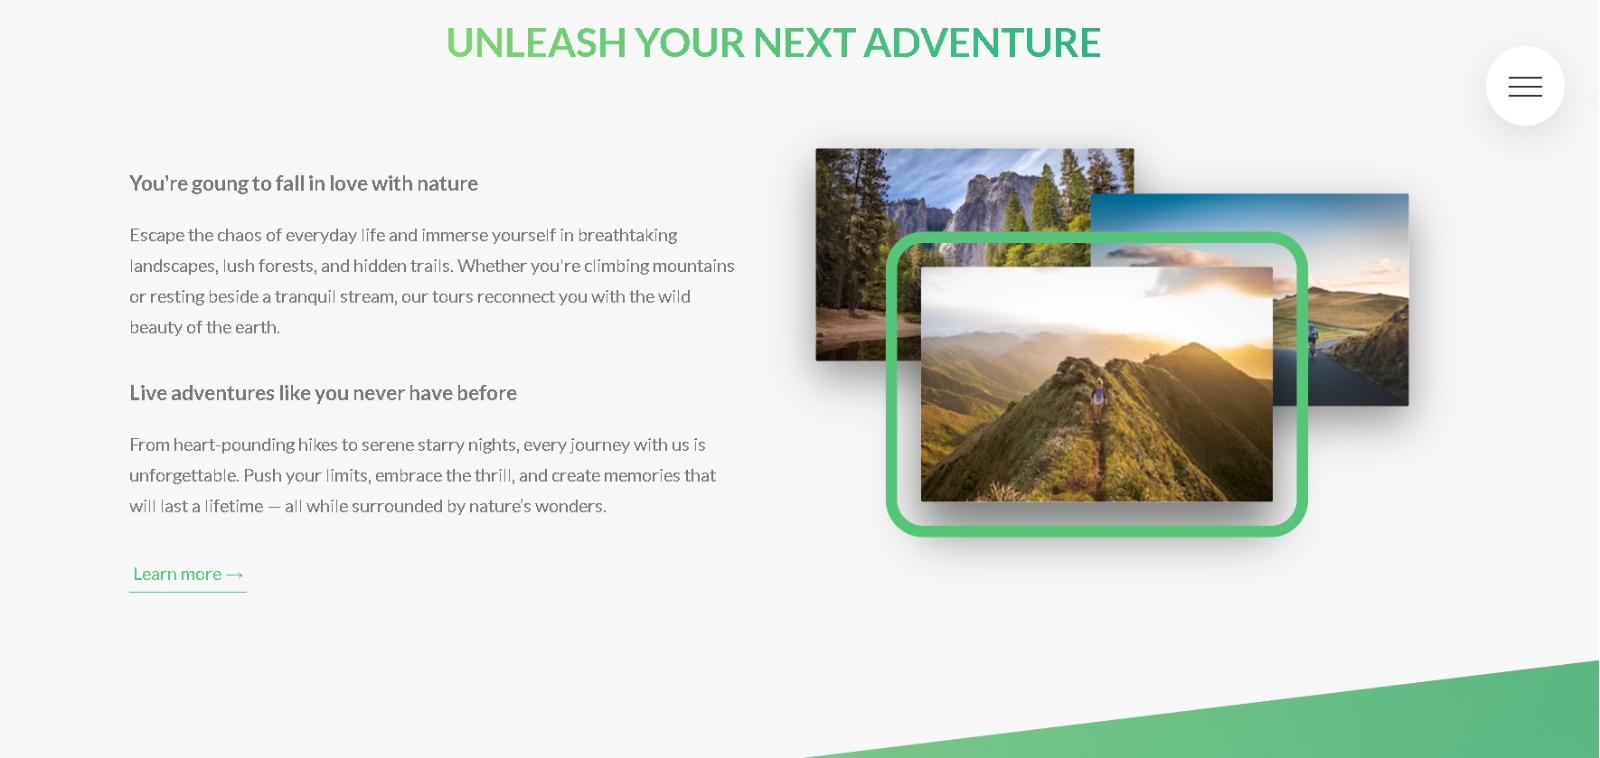 UNLEASH YOUR NEXT ADVENTURE
You're goung to fall in love with nature
Escape the chaos of everyday life and immerse yourself in breathtaking
landscapes, lush forests, and hidden trails. Whether you're climbing mountains
or resting beside a tranquil stream, our tours reconnect you with the wild
beauty of the earth.
Live adventures like you never have before
From heart-pounding hikes to serene starry nights, every journey with us is
unforgettable. Push your limits, embrace the thrill, and create memories that
will last a lifetime — all while surrounded by nature's wonders.
Learn more →